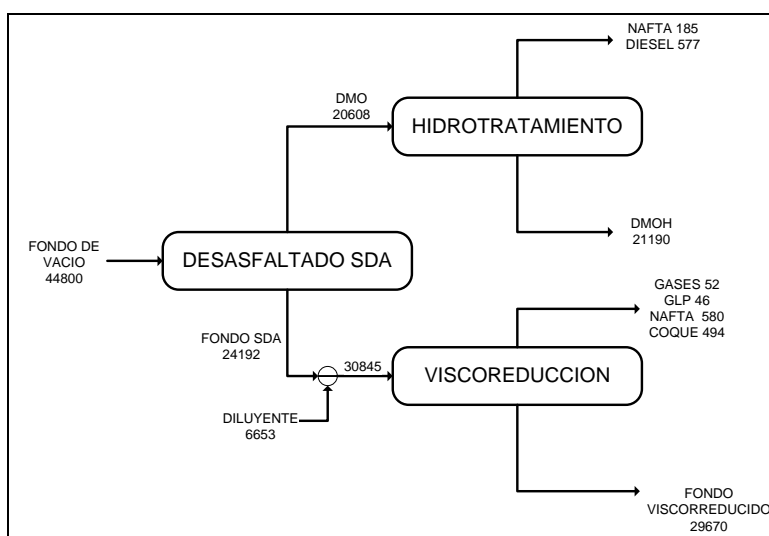 NAFTA 185
DIESEL 577
DMO
20608
HIDROTRATAMIENTO
DMOH
21190
FONDO DE
VACIO
44800
DESASFALTADO SDA
GASES 52
GLP 46
NAFTA 580
COQUE 494
FONDO SDA
24192
30845
VISCOREDUCCION
DILUYENTE
6653
FONDO
VISCORREDUCIDO
29670